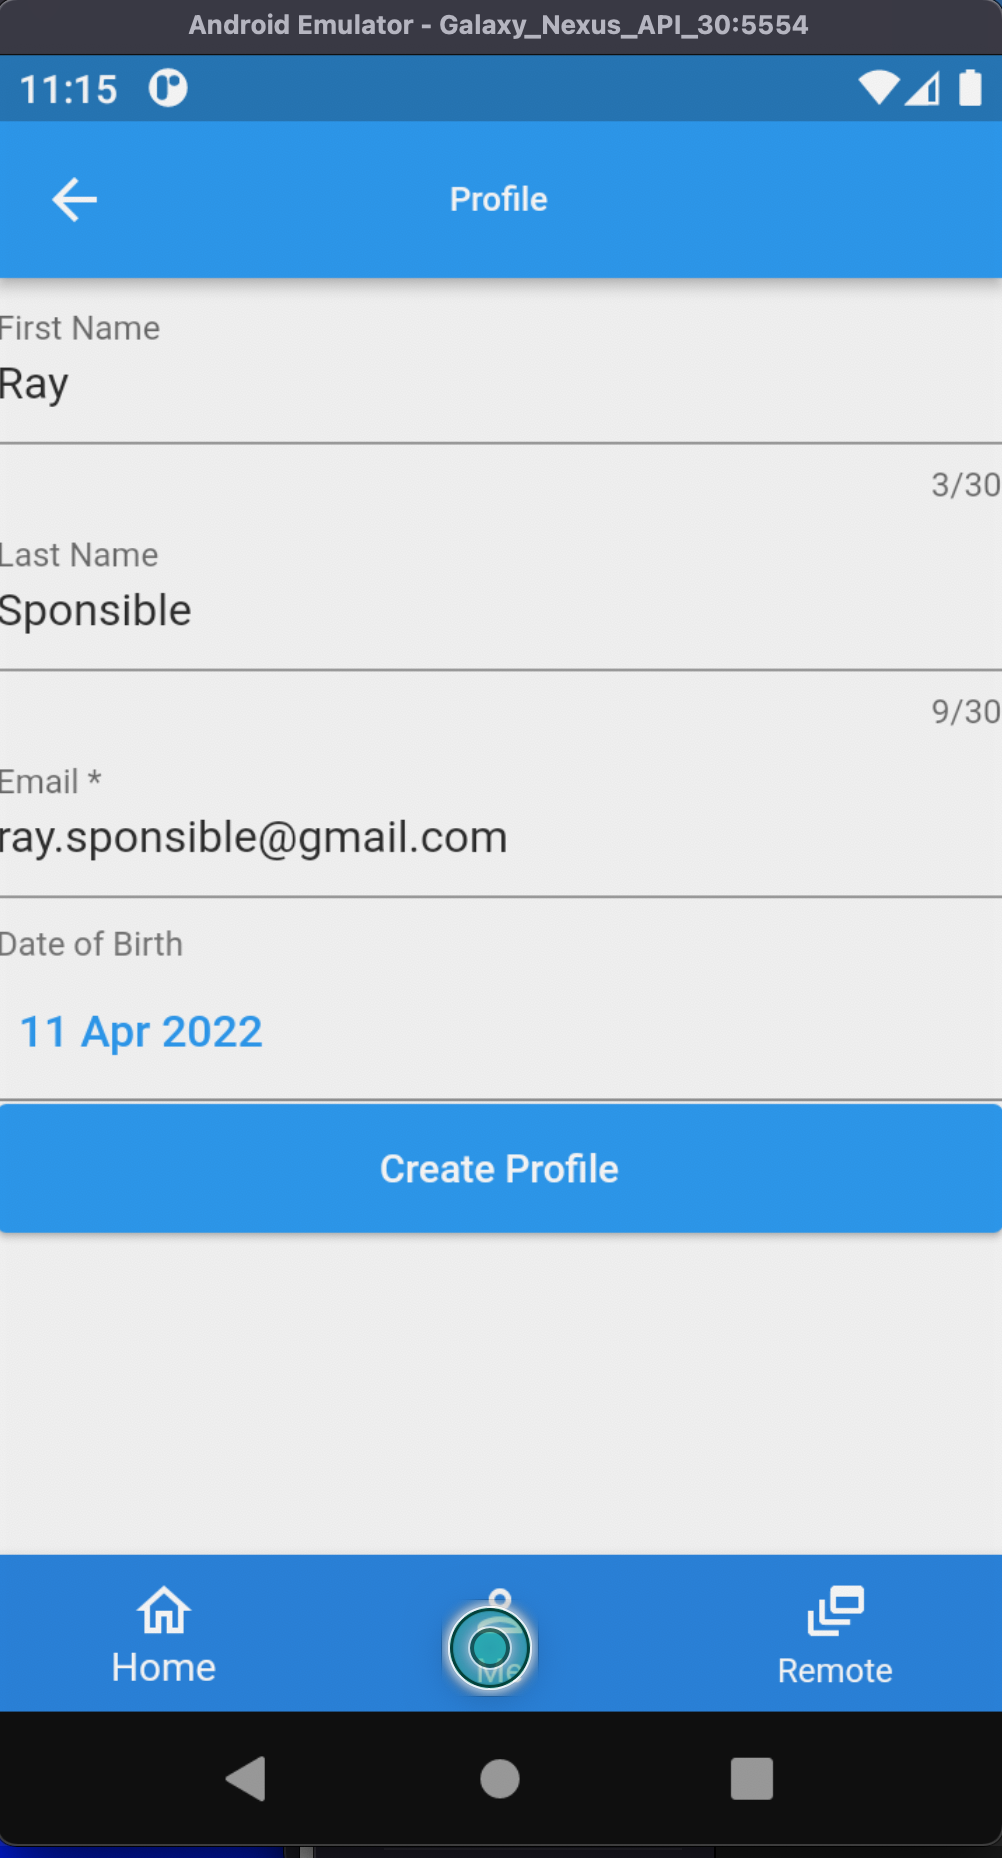 Android Emulator - Galaxy_Nexus_API_30:5554
11:15
Profile
First Name
Ray
3/30
Last Name
Sponsible
9/30
Email *
ray.sponsible@gmail.com
Date of Birth
11 Apr 2022
Create Profile
Home
Me
Remote